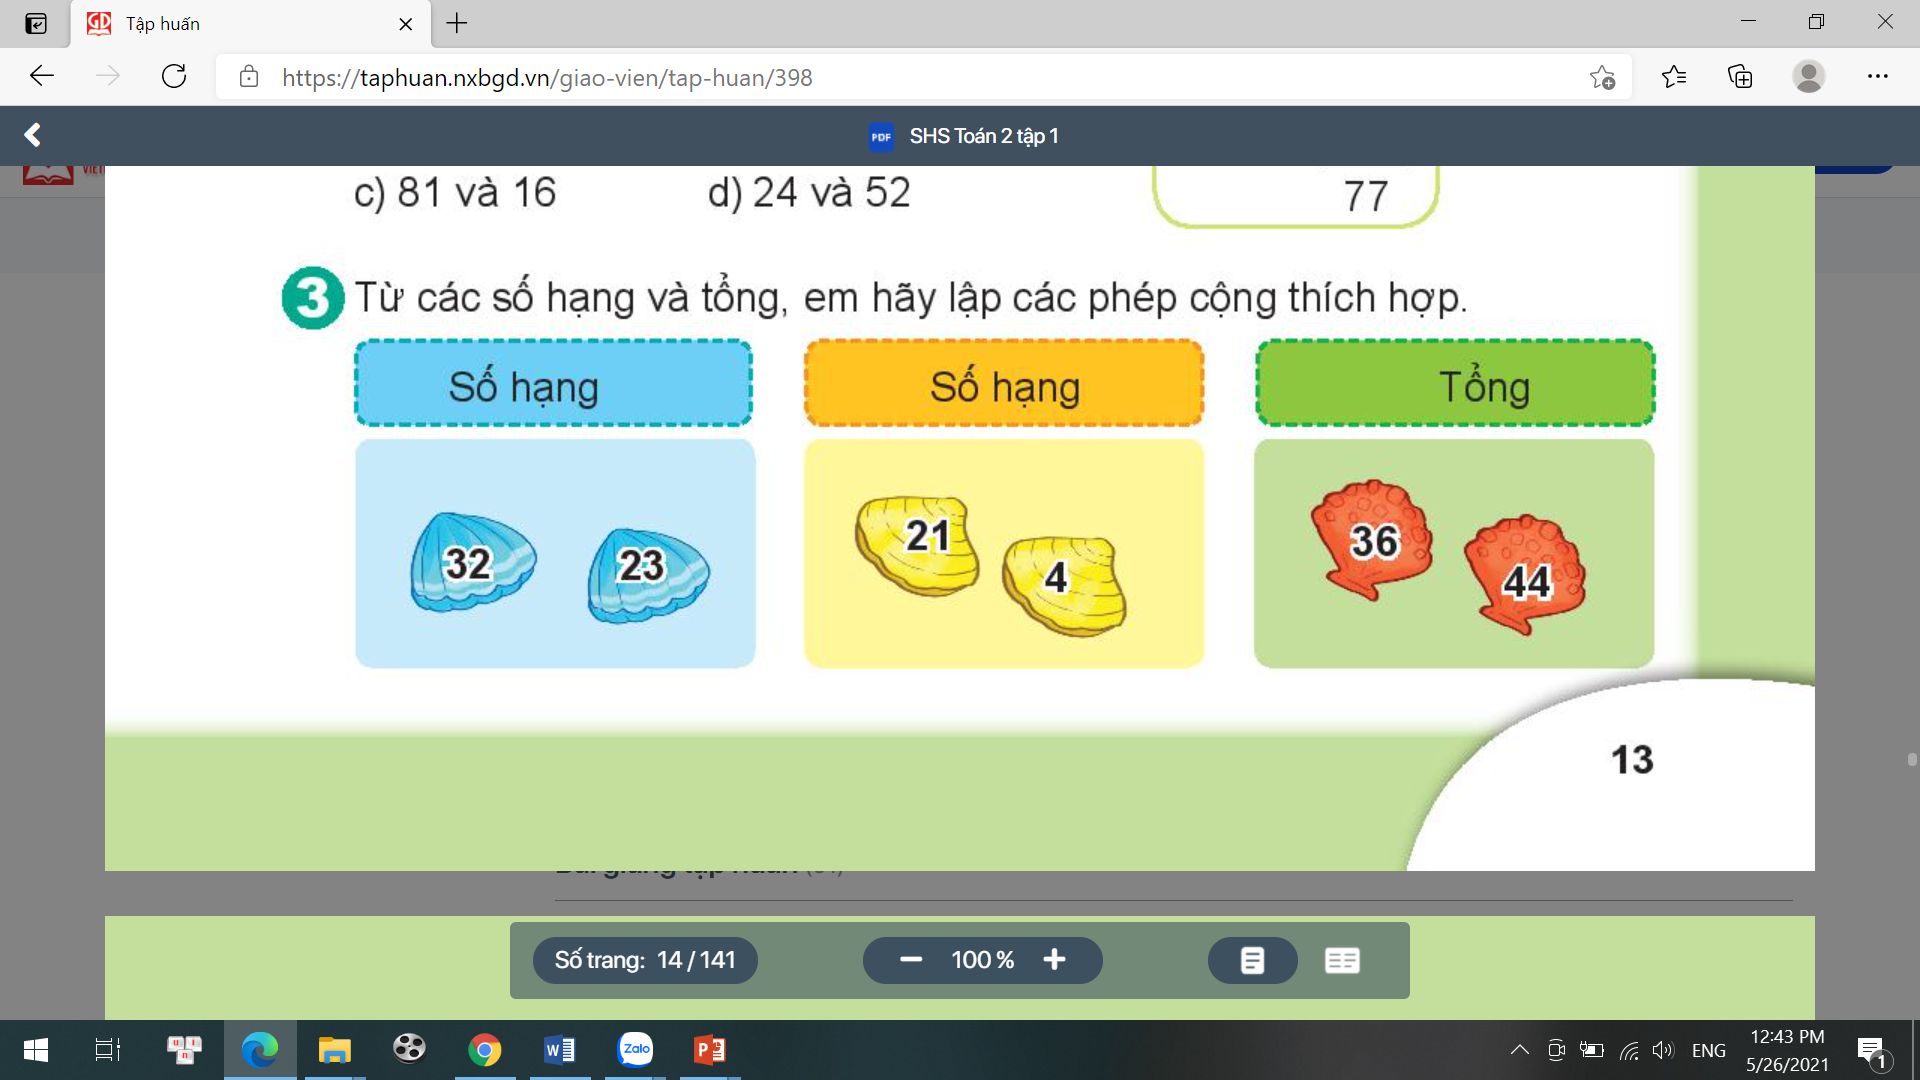 Tập huấn
https://taphuan.nxbgd.vn/giao-vien/tap-huan/398
PDF SHS Toán 2 tập 1
c) 81 và 16 d) 24 và 52 77
3 Từ các số hạng và tổng, em hãy lập các phép cộng thích hợp.
Số hạng Số hạng Tổng
32 23 21 4 36 44
13
Số trang: 14 / 141 100 %
Zalo
12:43 PM
ENG
5/26/2021
1